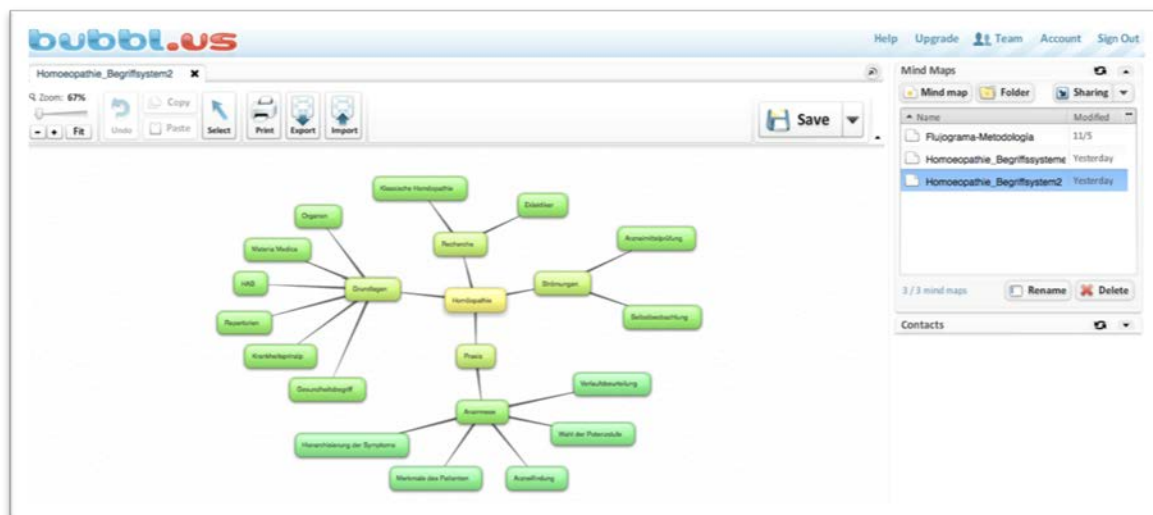 bubbl.us
Help Upgrade Team Account Sign Out
Homoeopathie_Begriffsystem2
Zoom: 67%
- + Fit
Undo
Copy
Paste
Select
Print
Export
Import
Save
Mind Maps
Mind map Folder Sharing
Name Modified
Flujograma-Metodología 11/5
Homoeopathie_Begriffssysteme Yesterday
Homoeopathie_Begriffsystem2 Yesterday
3 / 3 mind maps Rename Delete
Contacts
Klassische Homöopathie
Eklektiker
Organon
Recherche
Arzneimittelprüfung
Materia Medica
HAB
Grundlagen
Homöopathie
Strömungen
Repertorien
Selbstbeobachtung
Krankheitsprinzip
Praxis
Gesundheitsbegriff
Verlaufsbeurteilung
Anamnese
Wahl der Potenzstufe
Hierarchisierung der Symptoms
Merkmale des Patienten
Arzneifindung